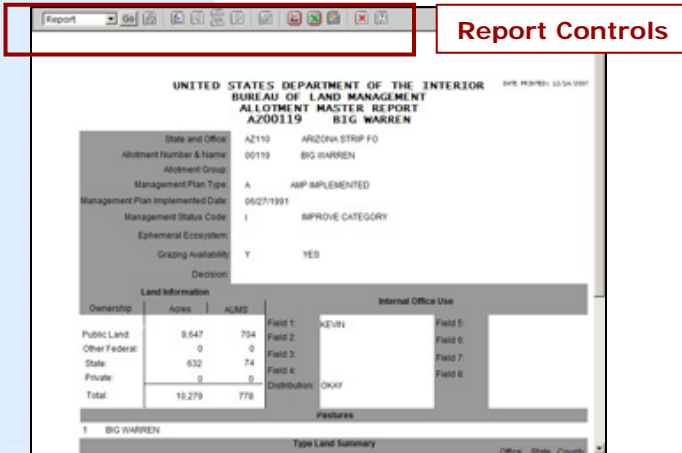 Report Go
Report Controls
UNITED STATES DEPARTMENT OF THE INTERIOR DATE PRINTED: 12/14/2007
BUREAU OF LAND MANAGEMENT
ALLOTMENT MASTER REPORT
AZ00119 BIG WARREN
State and Office: AZ110 ARIZONA STRIP FO
Allotment Number & Name: 00119 BIG WARREN
Allotment Group:
Management Plan Type: A AMP IMPLEMENTED
Management Plan Implemented Date: 06/27/1991
Management Status Code: I IMPROVE CATEGORY
Ephemeral Ecosystem:
Grazing Availability: Y YES
Decision:
Land Information Internal Office Use
Ownership Acres AUMS
Field 1: KEVIN Field 5:
Public Land: 9,647 704 Field 2: Field 6:
Other Federal: 0 0 Field 3: Field 7:
State: 632 74 Field 4: Field 8:
Private: 0 0 Distribution: OKAY
Total: 10,279 778
Pastures
1 BIG WARREN
Type Land Summary
Office State County